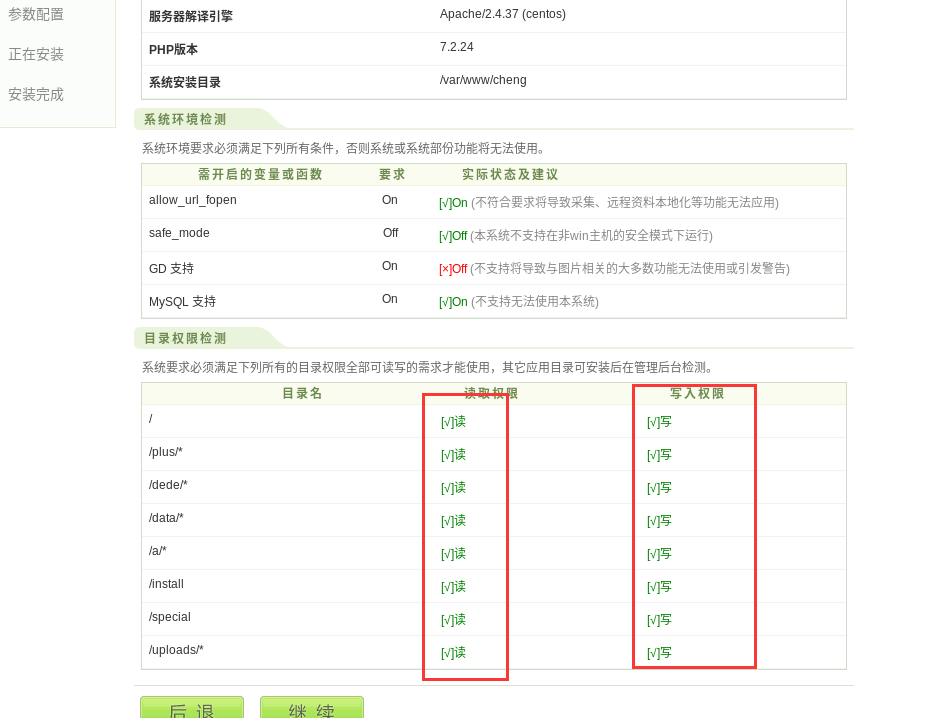 参数配置
正在安装
安装完成
服务器解译引擎 Apache/2.4.37 (centos)
PHP版本 7.2.24
系统安装目录 /var/www/cheng
系统环境检测
系统环境要求必须满足下列所有条件，否则系统或系统部份功能将无法使用。
需开启的变量或函数 要求 实际状态及建议
allow_url_fopen On [√]On (不符合要求将导致采集、远程资料本地化等功能无法应用)
safe_mode Off [√]Off (本系统不支持在非win主机的安全模式下运行)
GD 支持 On [×]Off (不支持将导致与图片相关的大多数功能无法使用或引发警告)
MySQL 支持 On [√]On (不支持无法使用本系统)
目录权限检测
系统要求必须满足下列所有的目录权限全部可读写的需求才能使用，其它应用目录可安装后在管理后台检测。
目录名 读取权限 写入权限
/ [√]读 [√]写
/plus/* [√]读 [√]写
/dede/* [√]读 [√]写
/data/* [√]读 [√]写
/a/* [√]读 [√]写
/install [√]读 [√]写
/special [√]读 [√]写
/uploads/* [√]读 [√]写
后退 继续